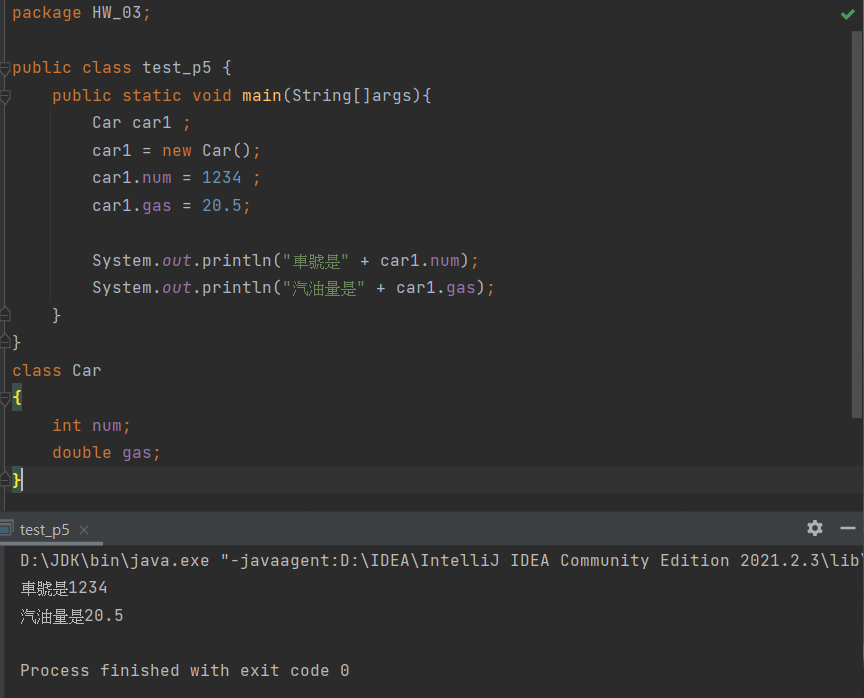 package HW_03;
public class test_p5 {
public static void main(String[]args){
Car car1 ;
car1 = new Car();
car1.num = 1234 ;
car1.gas = 20.5;
System.out.println("車號是" + car1.num);
System.out.println("汽油量是" + car1.gas);
}
}
class Car
{
int num;
double gas;
}
test_p5
D:\JDK\bin\java.exe "-javaagent:D:\IDEA\IntelliJ IDEA Community Edition 2021.2.3\lib\
車號是1234
汽油量是20.5
Process finished with exit code 0